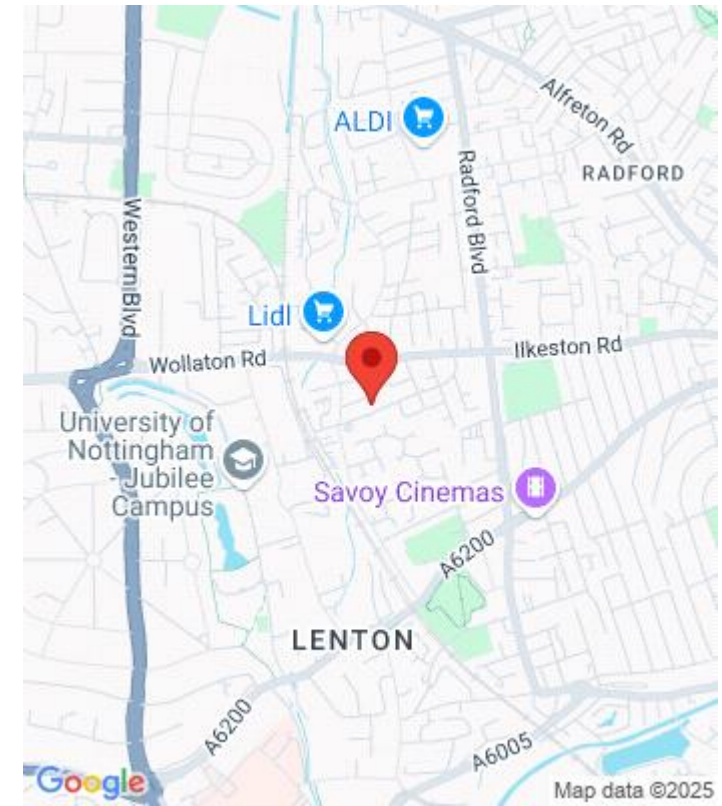 ALDI
Alfreton Rd
RADFORD
Radford Blvd
Western Blvd
Lidl
Wollaton Rd
Ilkeston Rd
University of
Nottingham
- Jubilee
Campus
Savoy Cinemas
A6200
LENTON
A6200
A6005
Google
Map data ©2025